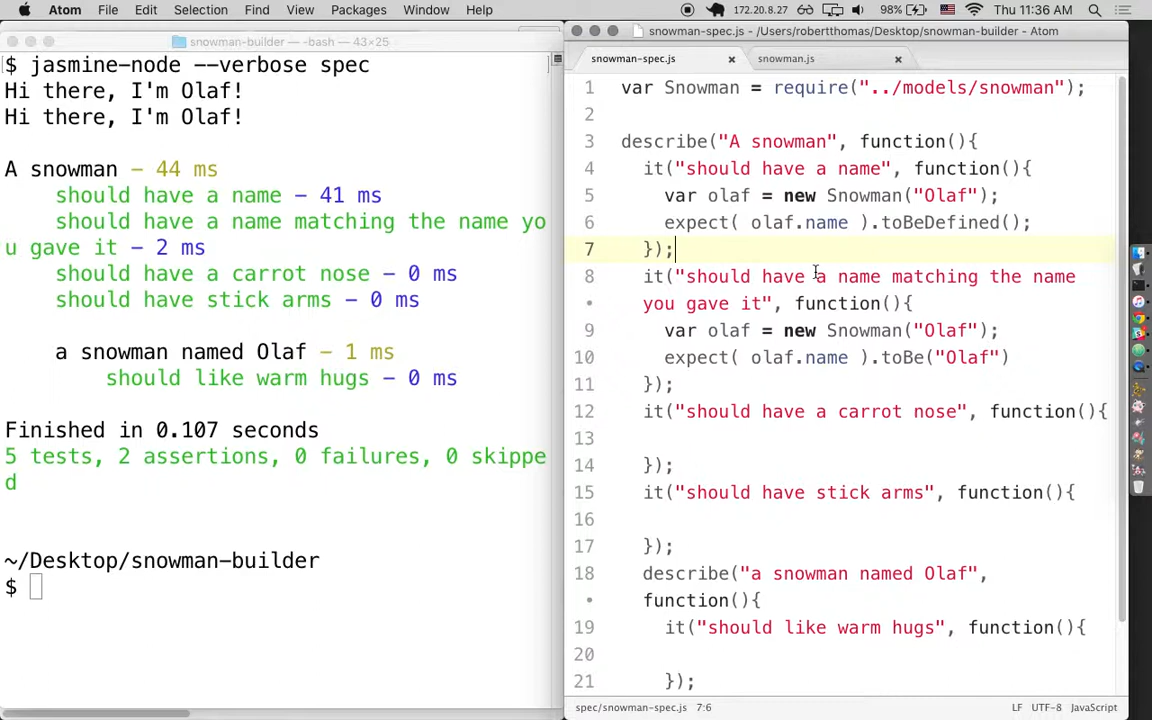 Atom File Edit Selection Find View Packages Window Help 172.20.8.27 98% Thu 11:36 AM
snowman-builder — -bash — 43×25
$ jasmine-node --verbose spec
Hi there, I'm Olaf!
Hi there, I'm Olaf!
A snowman - 44 ms
should have a name - 41 ms
should have a name matching the name yo
u gave it - 2 ms
should have a carrot nose - 0 ms
should have stick arms - 0 ms
a snowman named Olaf - 1 ms
should like warm hugs - 0 ms
Finished in 0.107 seconds
5 tests, 2 assertions, 0 failures, 0 skippe
d
~/Desktop/snowman-builder
$
snowman-spec.js - /Users/robertthomas/Desktop/snowman-builder - Atom
snowman-spec.js snowman.js
1 var Snowman = require("../models/snowman");
2
3 describe("A snowman", function(){
4 it("should have a name", function(){
5 var olaf = new Snowman("Olaf");
6 expect( olaf.name ).toBeDefined();
7 });
8 it("should have a name matching the name
• you gave it", function(){
9 var olaf = new Snowman("Olaf");
10 expect( olaf.name ).toBe("Olaf")
11 });
12 it("should have a carrot nose", function(){
13
14 });
15 it("should have stick arms", function(){
16
17 });
18 describe("a snowman named Olaf",
• function(){
19 it("should like warm hugs", function(){
20
21 });
spec/snowman-spec.js 7:6 LF UTF-8 JavaScript